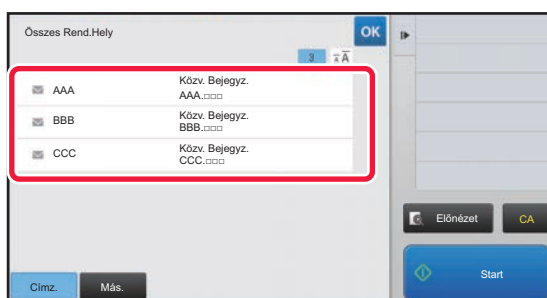 Összes Rend.Hely
OK
3
AA
AAA
Közv. Bejegyz.
AAA.□□□
BBB
Közv. Bejegyz.
BBB.□□□
CCC
Közv. Bejegyz.
CCC.□□□
Előnézet
CA
Címz.
Más.
Start